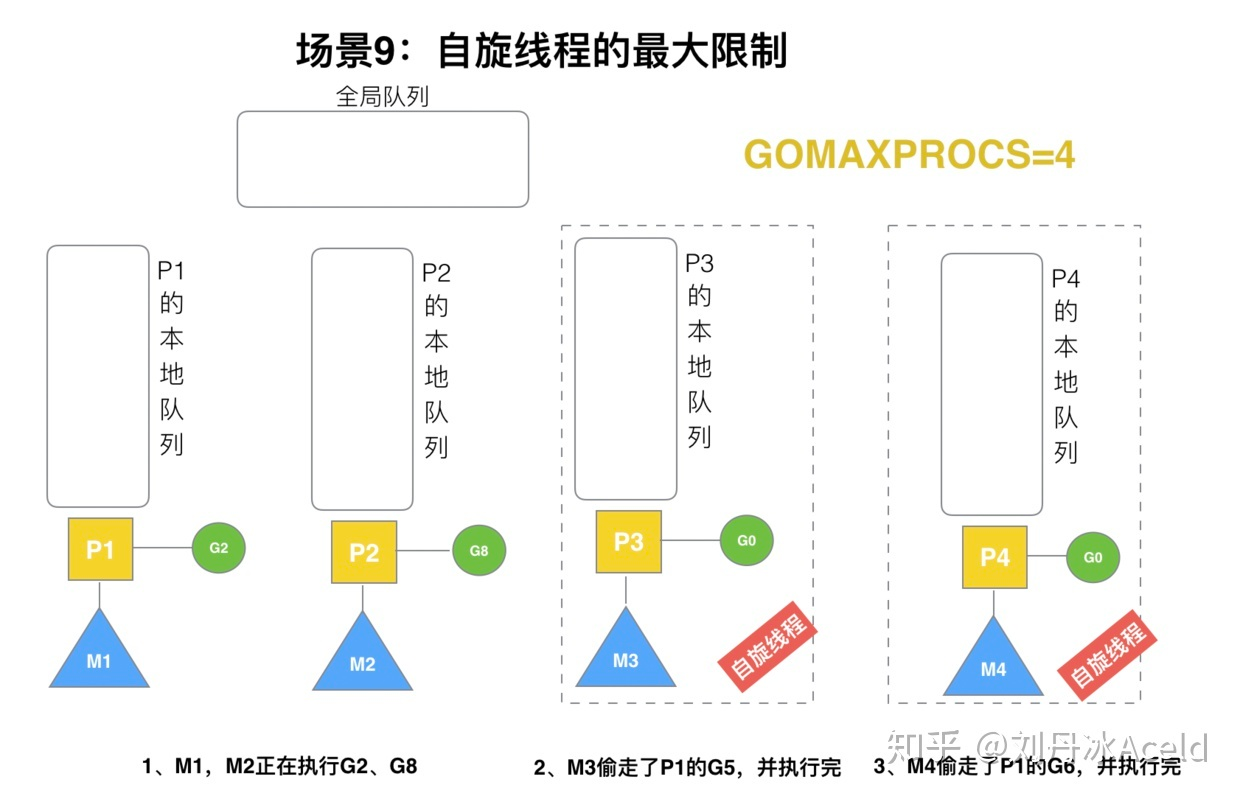 场景9：自旋线程的最大限制
全局队列
GOMAXPROCS=4
P1的本地队列
P2的本地队列
P3的本地队列
P4的本地队列
P1
G2
P2
G8
P3
G0
P4
G0
M1
M2
M3
自旋线程
M4
自旋线程
知乎 @刘丹冰Aceld
1、M1，M2正在执行G2、G8
2、M3偷走了P1的G5，并执行完
3、M4偷走了P1的G6，并执行完